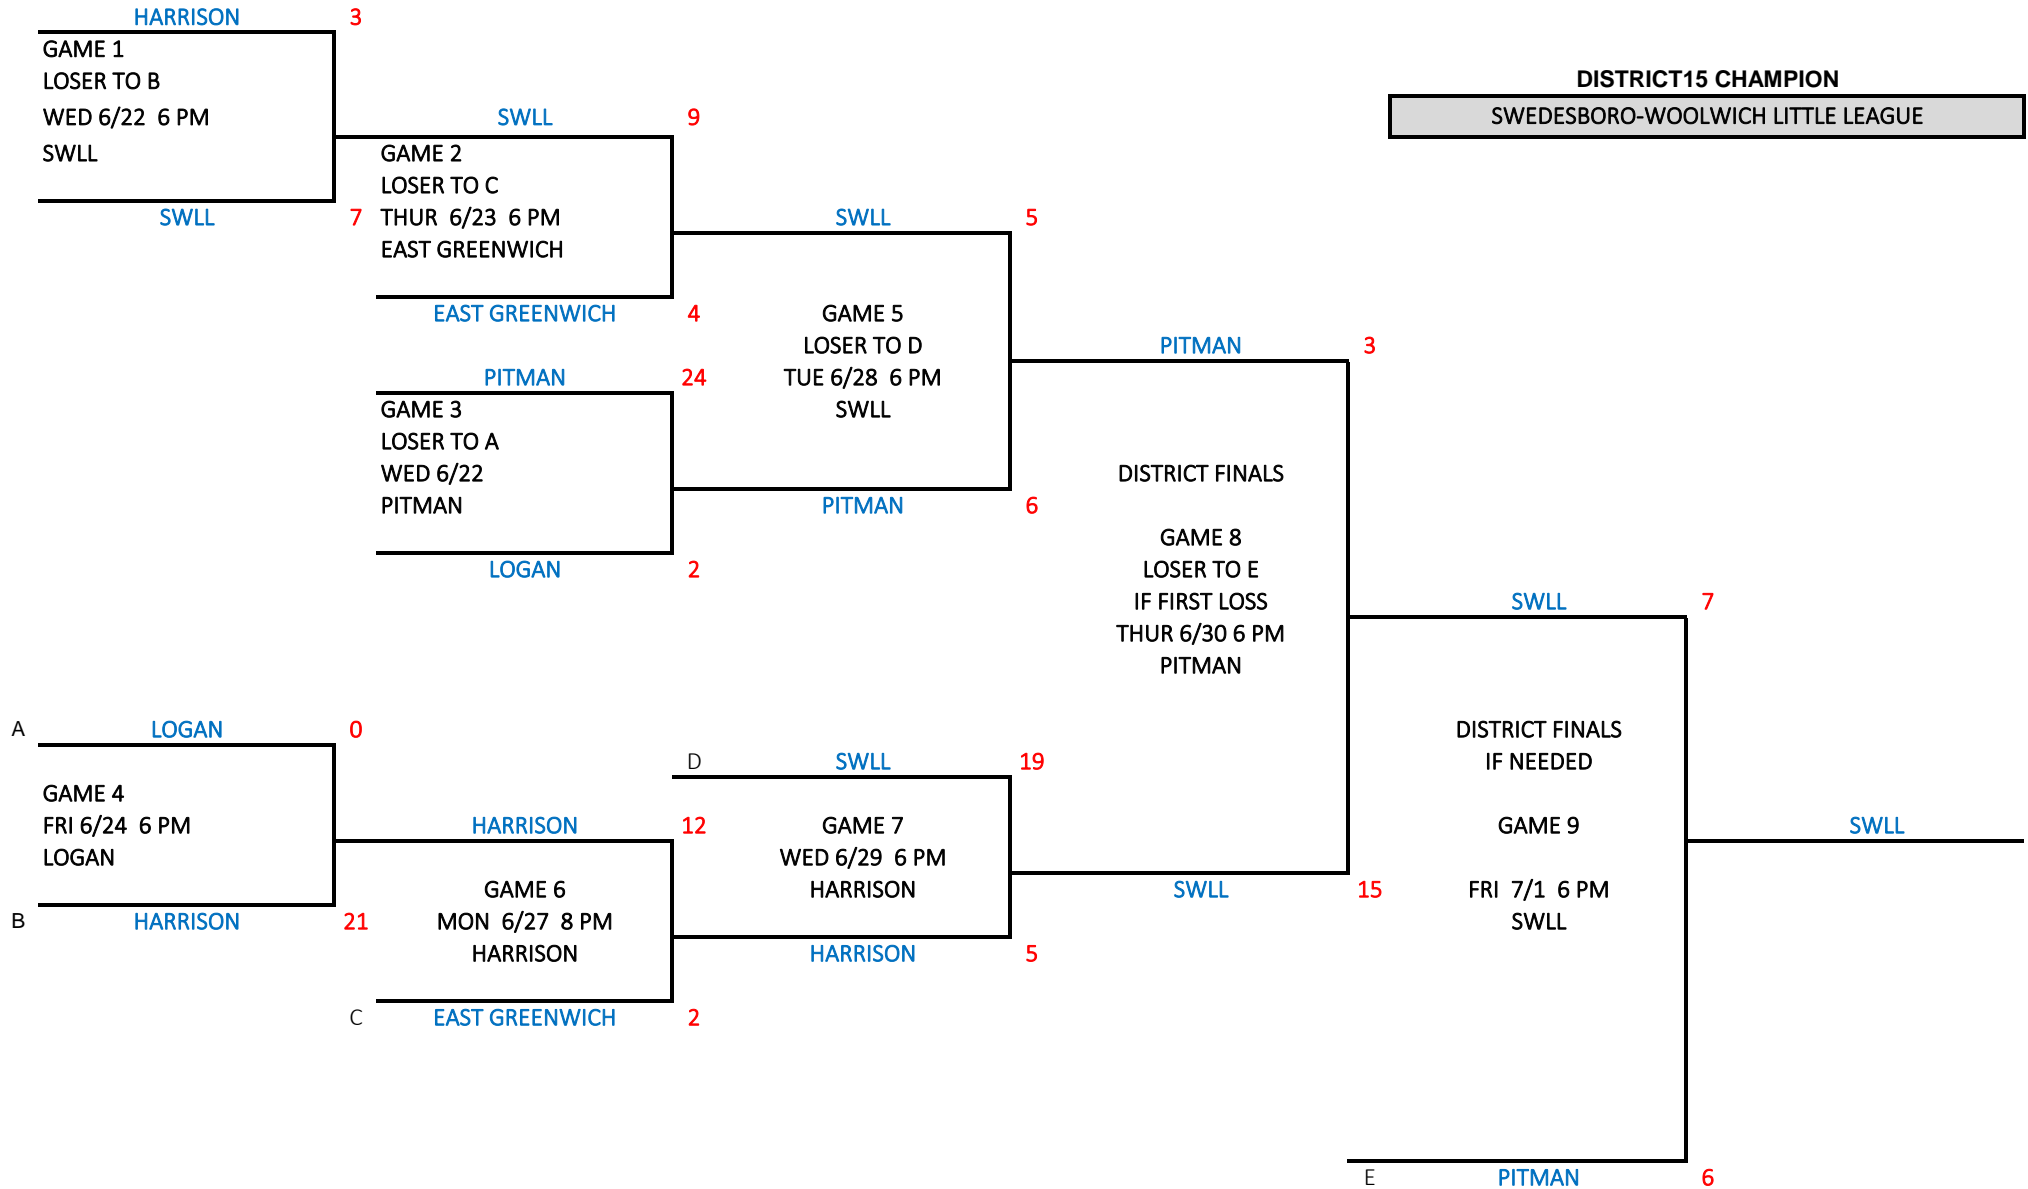 HARRISON 3
GAME 1
LOSER TO B
WED 6/22 6 PM
SWLL
SWLL 7
DISTRICT15 CHAMPION
SWEDESBORO-WOOLWICH LITTLE LEAGUE
SWLL 9
GAME 2
LOSER TO C
THUR 6/23 6 PM
EAST GREENWICH
EAST GREENWICH 4
PITMAN 24
GAME 3
LOSER TO A
WED 6/22
PITMAN
LOGAN 2
SWLL 5
GAME 5
LOSER TO D
TUE 6/28 6 PM
SWLL
PITMAN 6
PITMAN 3
DISTRICT FINALS
GAME 8
LOSER TO E
IF FIRST LOSS
THUR 6/30 6 PM
PITMAN
SWLL 15
A LOGAN 0
GAME 4
FRI 6/24 6 PM
LOGAN
B HARRISON 21
HARRISON 12
GAME 6
MON 6/27 8 PM
HARRISON
C EAST GREENWICH 2
D SWLL 19
GAME 7
WED 6/29 6 PM
HARRISON
HARRISON 5
SWLL 7
DISTRICT FINALS
IF NEEDED
GAME 9
FRI 7/1 6 PM
SWLL
E PITMAN 6
SWLL